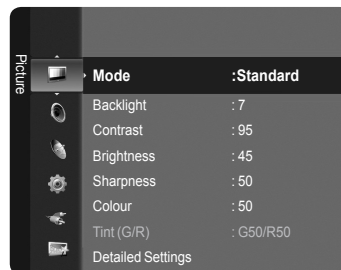 Picture
Mode :Standard
Backlight : 7
Contrast : 95
Brightness : 45
Sharpness : 50
Colour : 50
Tint (G/R) : G50/R50
Detailed Settings